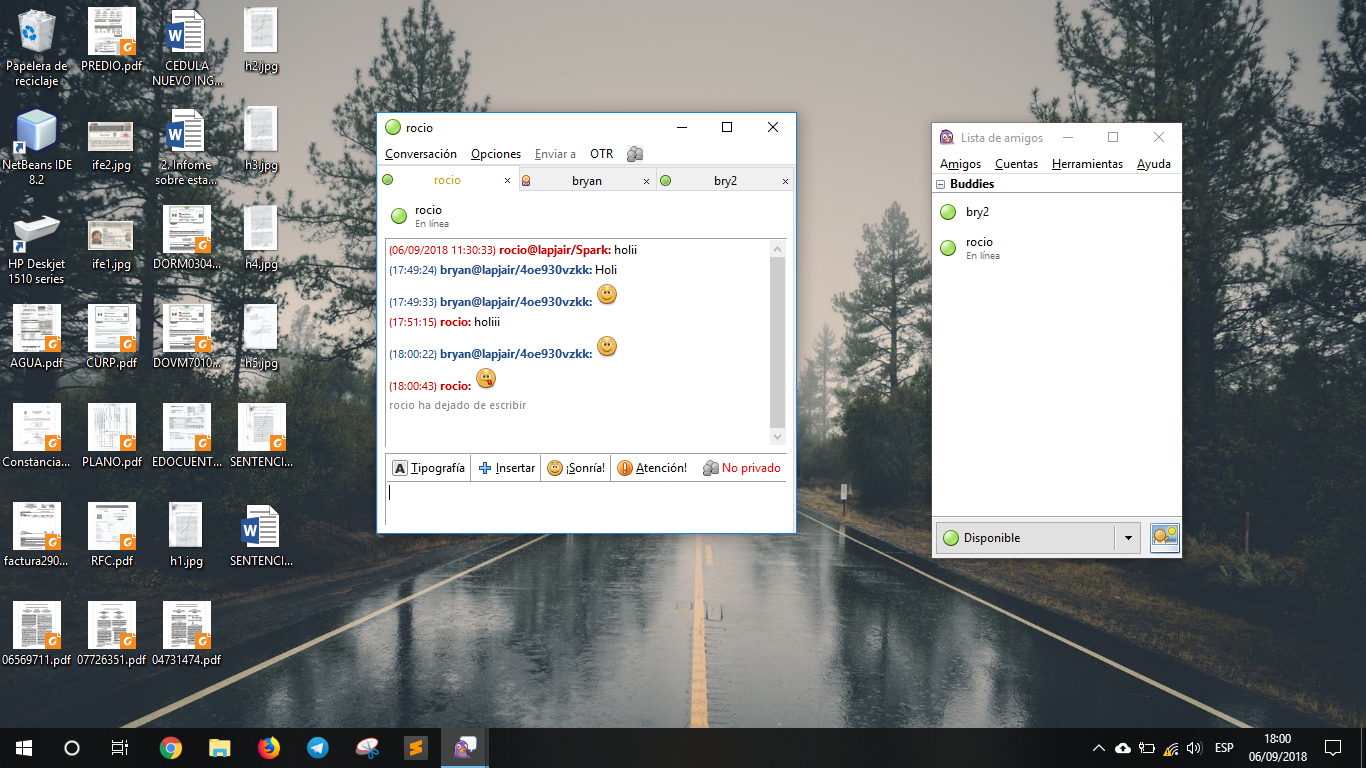 Papelera de reciclaje
PREDIO.pdf
CEDULA NUEVO ING...
h2.jpg
NetBeans IDE 8.2
ife2.jpg
2. Infome sobre esta...
h3.jpg
HP Deskjet 1510 series
ife1.jpg
DORM0304...
h4.jpg
AGUA.pdf
CURP.pdf
DOVM7010...
h5.jpg
Constancia...
PLANO.pdf
EDOCUENT...
SENTENCI...
factura290...
RFC.pdf
h1.jpg
SENTENCI...
06569711.pdf
07726351.pdf
04731474.pdf
rocio
Conversación Opciones Enviar a OTR
rocio bryan bry2
rocio
En línea
(06/09/2018 11:30:33) rocio@lapjair/Spark: holii
(17:49:24) bryan@lapjair/4oe930vzkk: Holi
(17:49:33) bryan@lapjair/4oe930vzkk:
(17:51:15) rocio: holiii
(18:00:22) bryan@lapjair/4oe930vzkk:
(18:00:43) rocio:
rocio ha dejado de escribir
A Tipografía Insertar ¡Sonría! Atención! No privado
Lista de amigos
Amigos Cuentas Herramientas Ayuda
Buddies
bry2
rocio
En línea
Disponible
ESP
18:00
06/09/2018